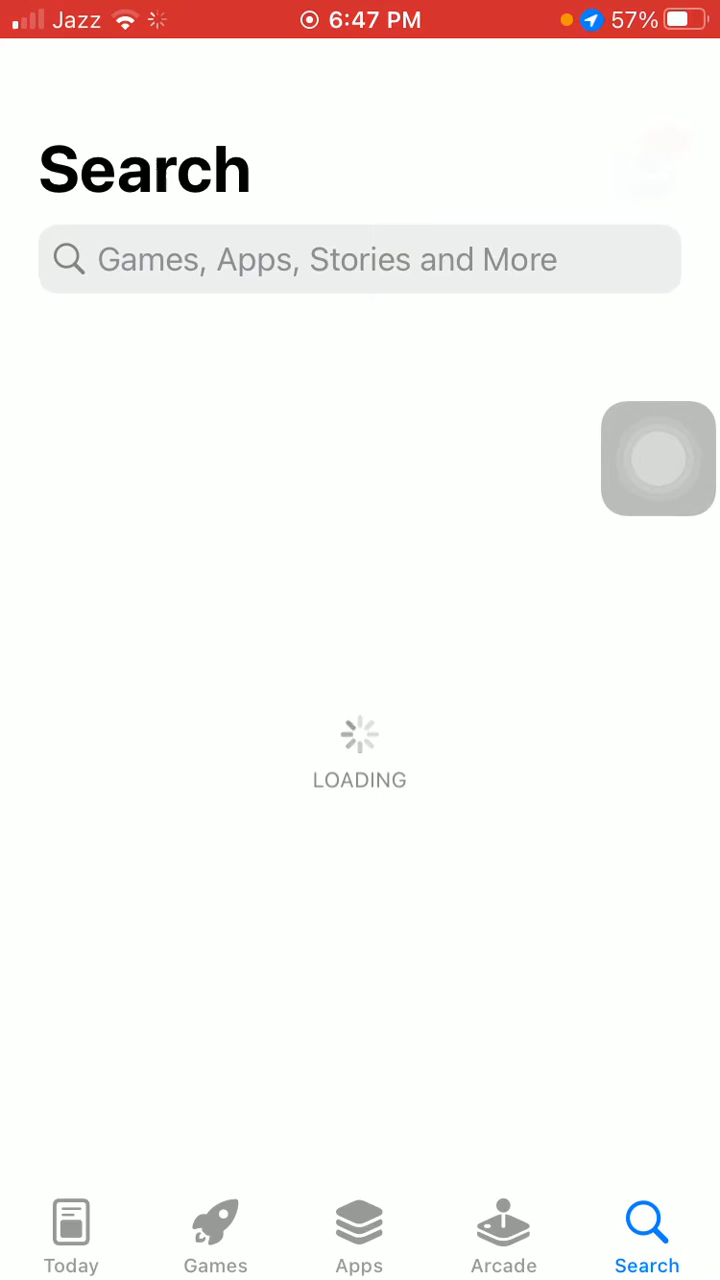 Jazz 6:47 PM 57%
Search
Games, Apps, Stories and More
LOADING
Today Games Apps Arcade Search